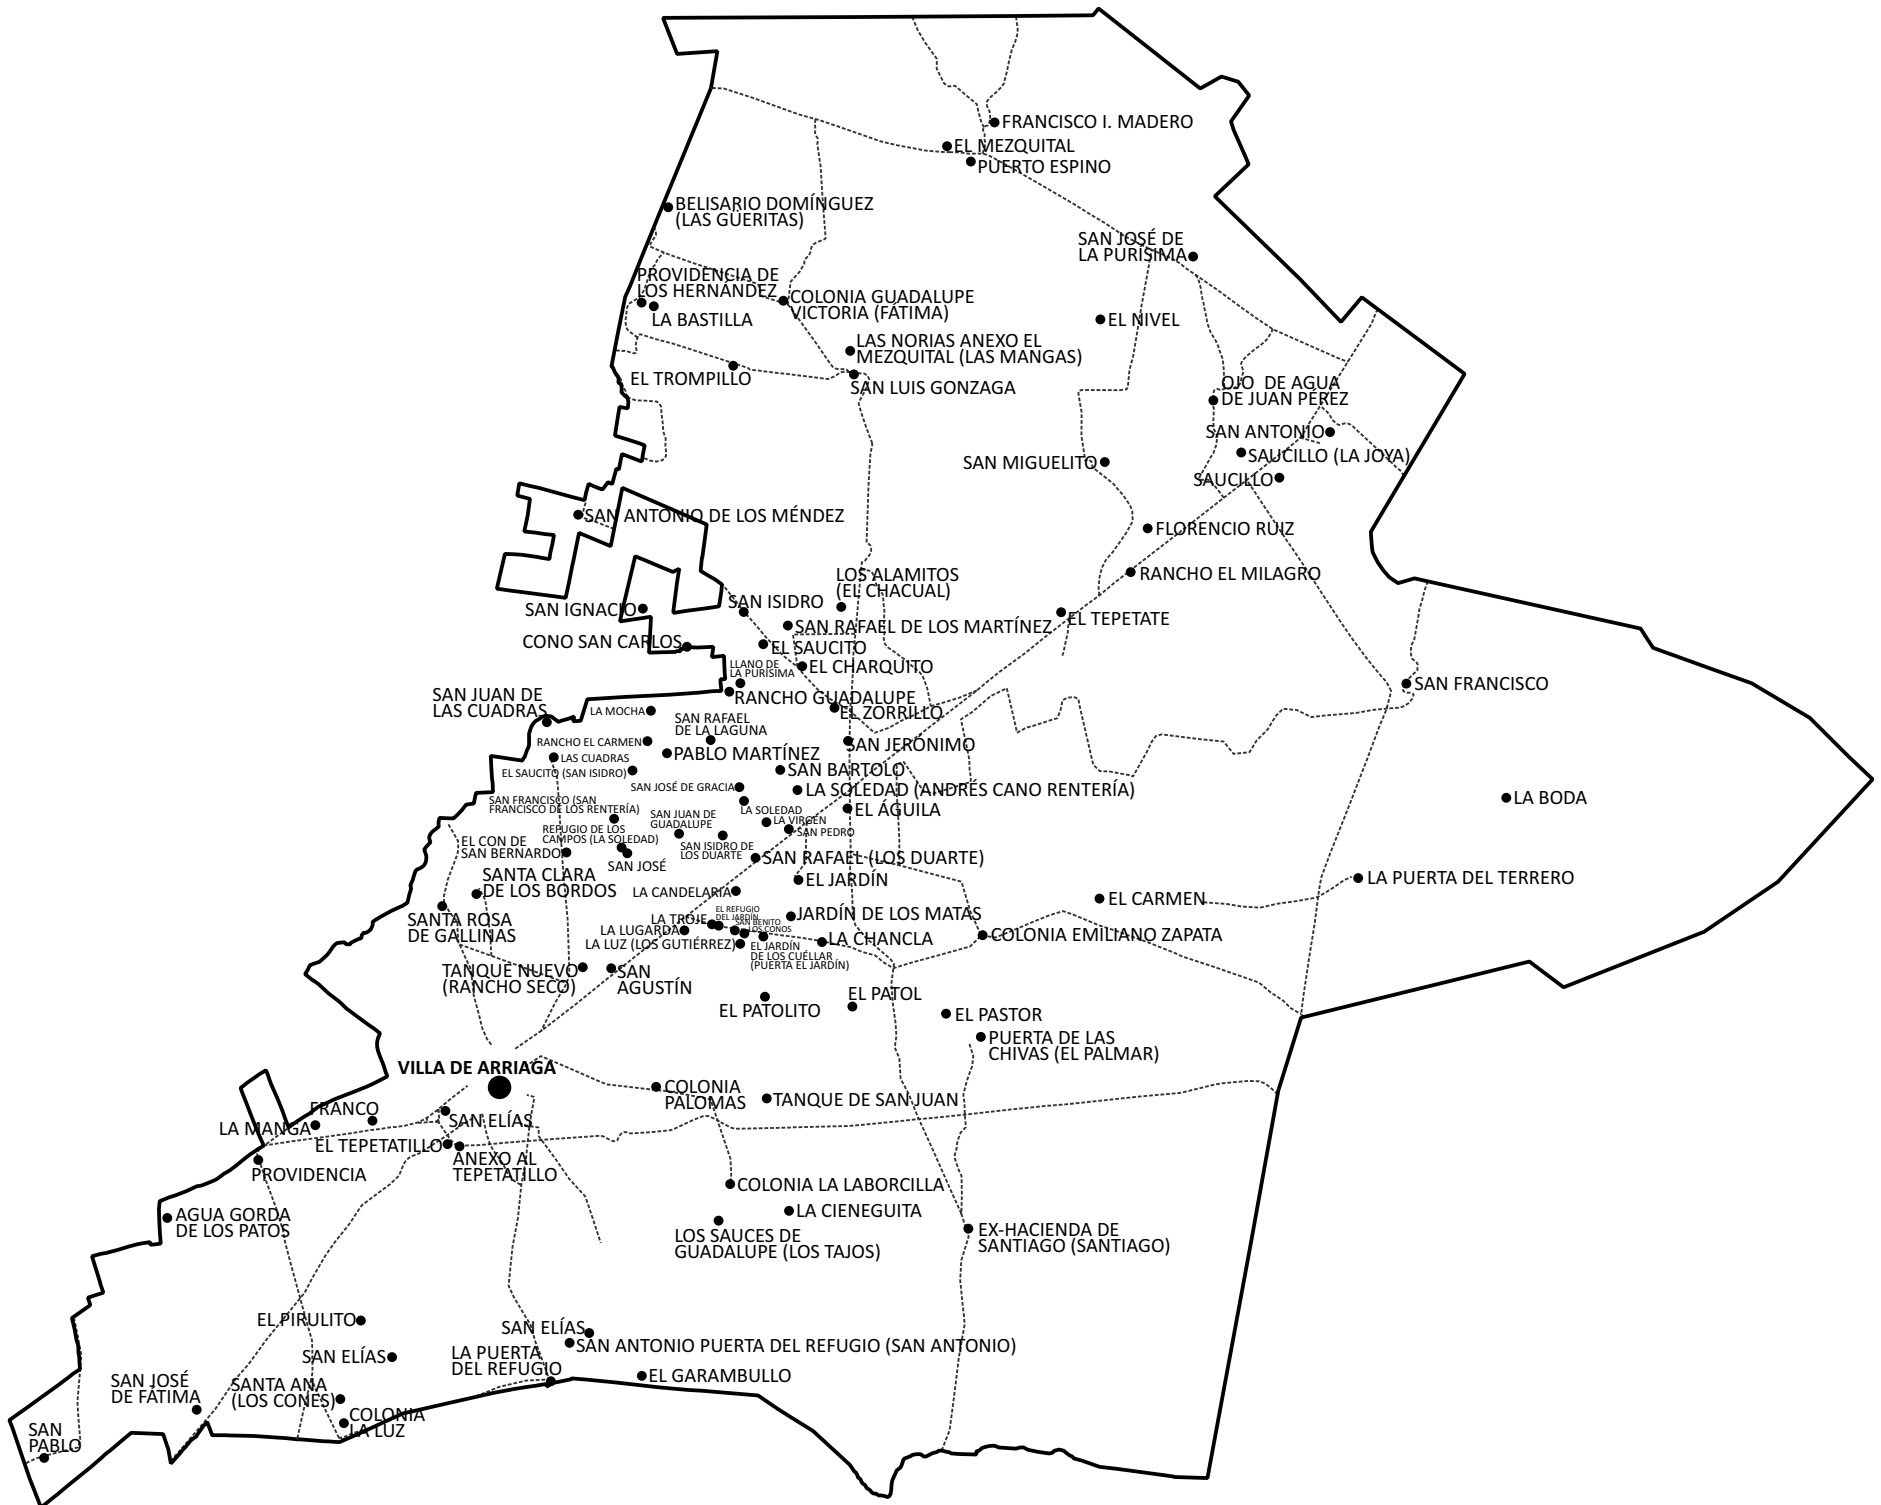 FRANCISCO I. MADERO
EL MEZQUITAL
PUERTO ESPINO
BELISARIO DOMÍNGUEZ
(LAS GÜERITAS)
SAN JOSÉ DE
LA PURÍSIMA
PROVIDENCIA DE
LOS HERNÁNDEZ
LA BASTILLA
COLONIA GUADALUPE
VICTORIA (FÁTIMA)
EL NIVEL
LAS NORIAS ANEXO EL
MEZQUITAL (LAS MANGAS)
EL TROMPILLO
SAN LUIS GONZAGA
OJO DE AGUA
DE JUAN PÉREZ
SAN ANTONIO
SAUCILLO (LA JOYA)
SAN MIGUELITO
SAUCILLO
SAN ANTONIO DE LOS MÉNDEZ
FLORENCIO RUIZ
RANCHO EL MILAGRO
LOS ALAMITOS
(EL CHACUAL)
SAN IGNACIO
SAN ISIDRO
SAN RAFAEL DE LOS MARTÍNEZ
EL TEPETATE
CONO SAN CARLOS
EL SAUCITO
EL CHARQUITO
LLANO DE
LA PURÍSIMA
RANCHO GUADALUPE
SAN FRANCISCO
SAN JUAN DE
LAS CUADRAS
LA MOCHA
EL ZORRILLO
SAN RAFAEL
DE LA LAGUNA
RANCHO EL CARMEN
PABLO MARTÍNEZ
SAN JERÓNIMO
LAS CUADRAS
EL SAUCITO (SAN ISIDRO)
SAN BARTOLO
SAN JOSÉ DE GRACIA
LA SOLEDAD (ANDRÉS CANO RENTERÍA)
LA BODA
SAN FRANCISCO (SAN
FRANCISCO DE LOS RENTERÍA)
LA SOLEDAD
EL ÁGUILA
SAN JUAN DE
GUADALUPE
LA VIRGEN
SAN PEDRO
REFUGIO DE LOS
CAMPOS (LA SOLEDAD)
EL CON DE
SAN BERNARDO
SAN ISIDRO DE
LOS DUARTE
SAN JOSÉ
SAN RAFAEL (LOS DUARTE)
SANTA CLARA
DE LOS BORDOS
EL JARDÍN
LA PUERTA DEL TERRERO
LA CANDELARIA
EL CARMEN
SANTA ROSA
DE GALLINAS
LA TROJE
EL REFUGIO
DEL JARDÍN
JARDÍN DE LOS MATAS
SAN BENITO
LOS CONOS
LA LUGARDA
LA LUZ (LOS GUTIÉRREZ)
LA CHANCLA
COLONIA EMILIANO ZAPATA
EL JARDÍN
DE LOS CUÉLLAR
(PUERTA EL JARDÍN)
TANQUE NUEVO
(RANCHO SECO)
SAN
AGUSTÍN
EL PATOLITO
EL PATOL
EL PASTOR
PUERTA DE LAS
CHIVAS (EL PALMAR)
VILLA DE ARRIAGA
COLONIA
PALOMAS
TANQUE DE SAN JUAN
FRANCO
LA MANGA
SAN ELÍAS
EL TEPETATILLO
ANEXO AL
TEPETATILLO
PROVIDENCIA
COLONIA LA LABORCILLA
LA CIENEGUITA
AGUA GORDA
DE LOS PATOS
LOS SAUCES DE
GUADALUPE (LOS TAJOS)
EX-HACIENDA DE
SANTIAGO (SANTIAGO)
EL PIRULITO
SAN ELÍAS
SAN ANTONIO PUERTA DEL REFUGIO (SAN ANTONIO)
SAN ELÍAS
LA PUERTA
DEL REFUGIO
EL GARAMBULLO
SAN JOSÉ
DE FÁTIMA
SANTA ANA
(LOS CONES)
COLONIA
LA LUZ
SAN
PABLO